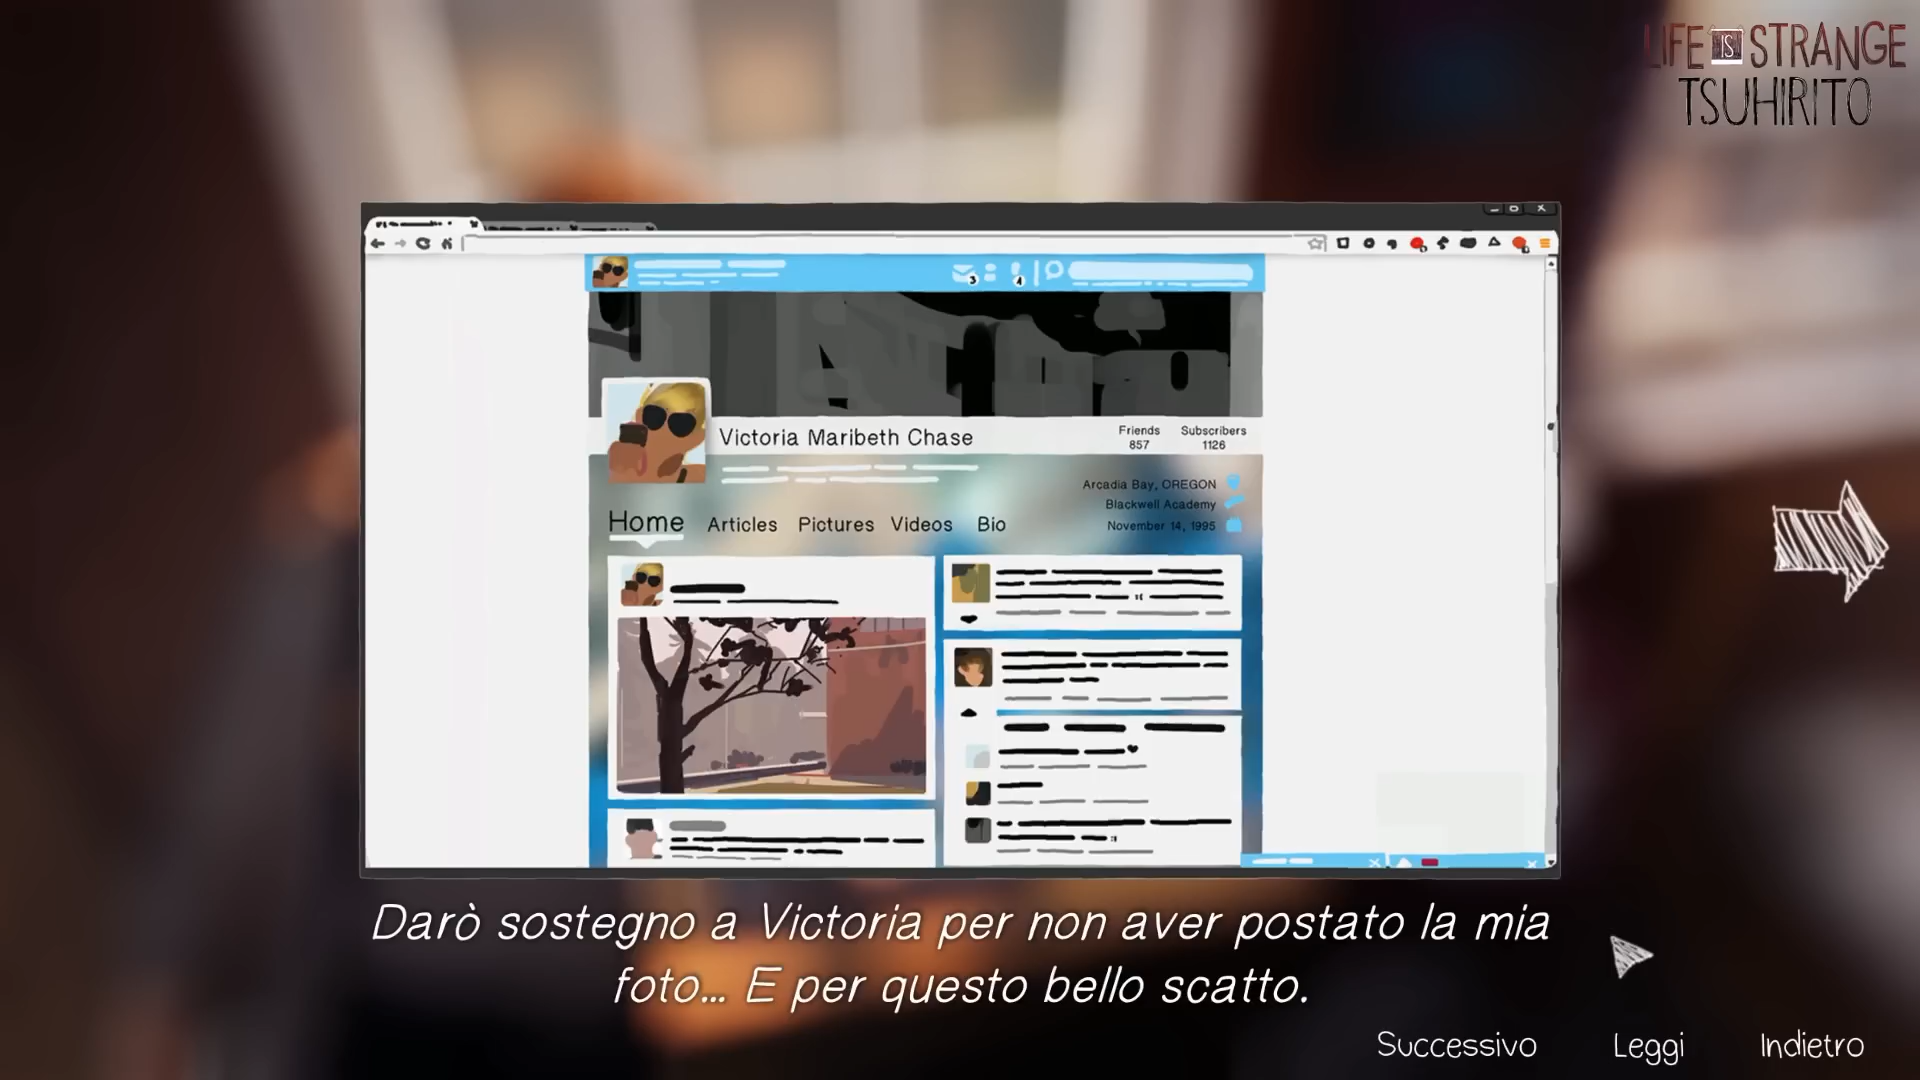 LIFE IS STRANGE
TSUHIRITO
3
4
Victoria Maribeth Chase
Friends
857
Subscribers
1126
Arcadia Bay, OREGON
Blackwell Academy
November 14, 1995
Home Articles Pictures Videos Bio
Darò sostegno a Victoria per non aver postato la mia
foto... E per questo bello scatto.
Successivo Leggi Indietro